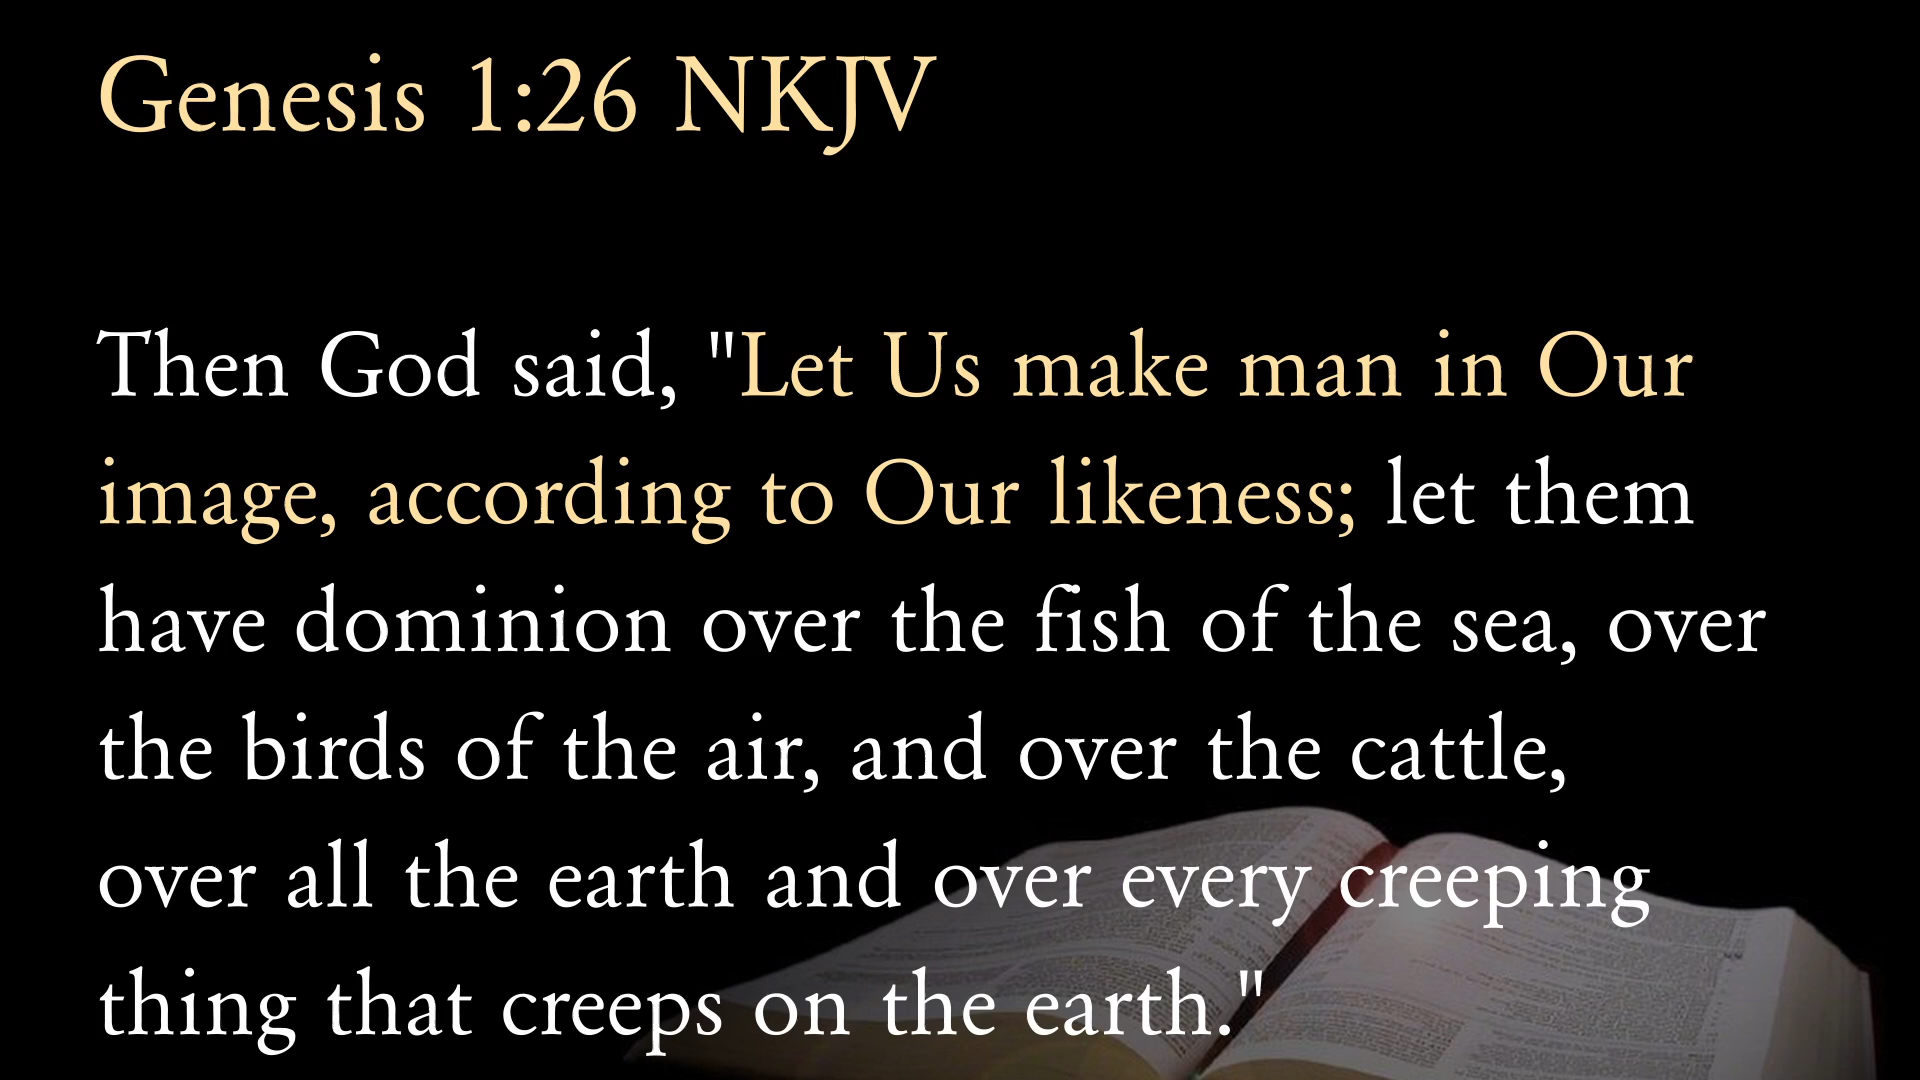 Genesis 1:26 NKJV
Then God said, "Let Us make man in Our
image, according to Our likeness; let them
have dominion over the fish of the sea, over
the birds of the air, and over the cattle,
over all the earth and over every creeping
thing that creeps on the earth."